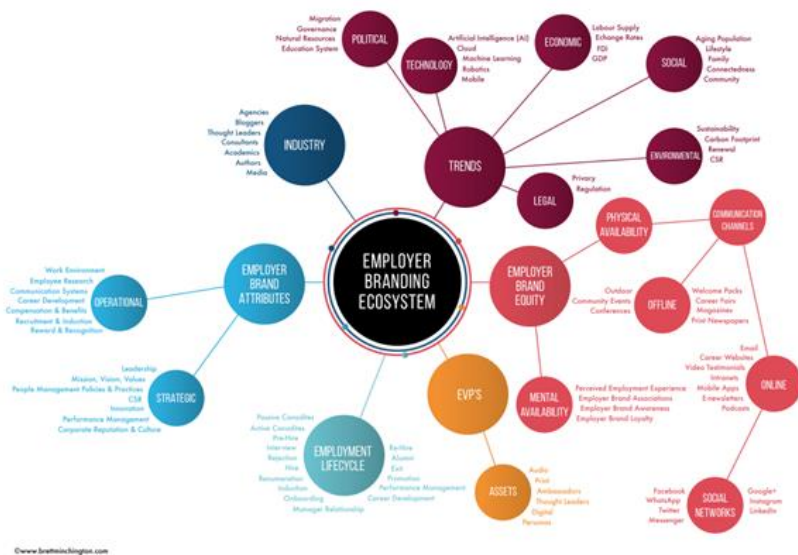 Migration
Governance
Natural Resources
Education System
POLITICAL
Artificial Intelligence (AI)
Cloud
Machine Learning
Robotics
Mobile
TECHNOLOGY
Labour Supply
Echange Rates
FDI
GDP
ECONOMIC
Aging Population
Lifestyle
Family
Connectedness
Community
SOCIAL
Sustainability
Carbon Footprint
Renewal
CSR
ENVIRONMENTAL
Privacy
Regulation
LEGAL
TRENDS
Agencies
Bloggers
Thought Leaders
Consultants
Academics
Authors
Media
INDUSTRY
EMPLOYER
BRANDING
ECOSYSTEM
EMPLOYER
BRAND
ATTRIBUTES
Work Environment
Employee Research
Communication Systems
Career Development
Compensation & Benefits
Recruitment & Induction
Reward & Recognition
OPERATIONAL
Leadership
Mission, Vision, Values
People Management Policies & Practices
CSR
Innovation
Performance Management
Corporate Reputation & Culture
STRATEGIC
EMPLOYER
BRAND
EQUITY
PHYSICAL
AVAILABILITY
COMMUNICATION
CHANNELS
Outdoor
Community Events
Conferences
OFFLINE
Welcome Packs
Career Fairs
Magazines
Print Newspapers
Email
Career Websites
Video Testimonials
Intranets
Mobile Apps
E-newsletters
Podcasts
ONLINE
MENTAL
AVAILABILITY
Perceived Employment Experience
Employer Brand Associations
Employer Brand Awareness
Employer Brand Loyalty
Facebook
WhatsApp
Twitter
Messenger
SOCIAL
NETWORKS
Google+
Instagram
LinkedIn
EVP'S
ASSETS
Audio
Print
Ambassadors
Thought Leaders
Digital
Personas
EMPLOYMENT
LIFECYCLE
Passive
Active
Pre-Hire
Interview
Rejection
Hire
Renumeration
Induction
Onboarding
Manager Relationship
Re-Hire
Alumni
Exit
Promotion
Performance Management
Career Development
©www.brettminchington.com